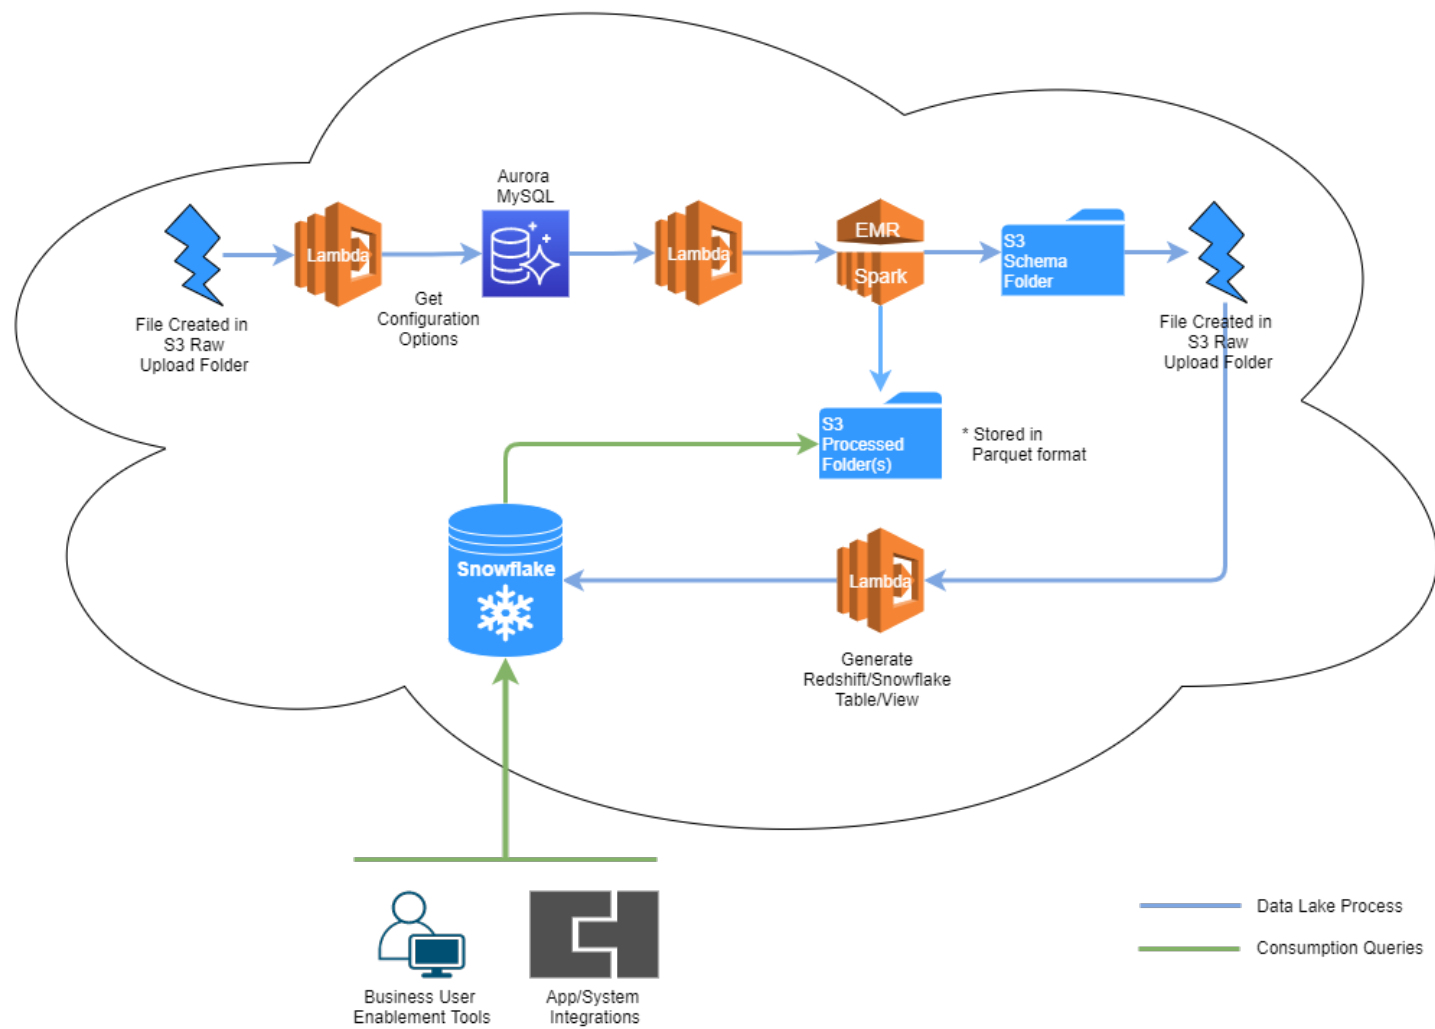 Aurora
MySQL
Lambda
Lambda
EMR
Spark
S3
Schema
Folder
File Created in
S3 Raw
Upload Folder
Get
Configuration
Options
File Created in
S3 Raw
Upload Folder
S3
Processed
Folder(s)
* Stored in
Parquet format
Snowflake
Lambda
Generate
Redshift/Snowflake
Table/View
Business User
Enablement Tools
App/System
Integrations
Data Lake Process
Consumption Queries